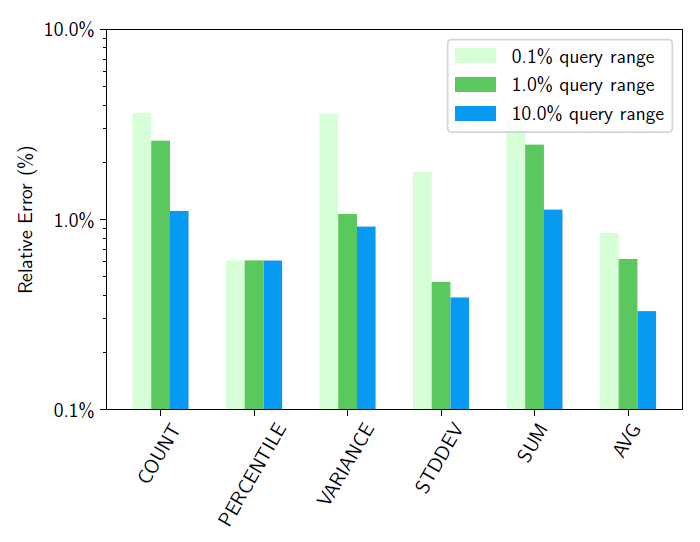 10.0%
1.0%
0.1%
Relative Error (%)
0.1% query range
1.0% query range
10.0% query range
COUNT
PERCENTILE
VARIANCE
STDDEV
SUM
AVG